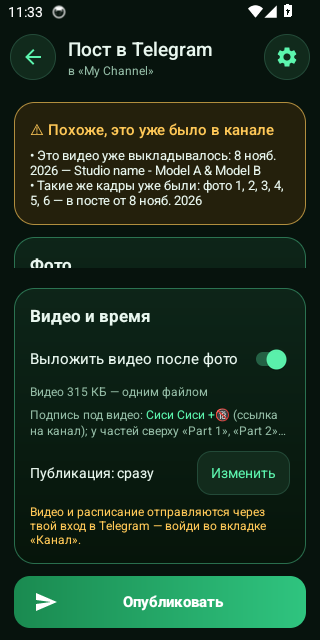 11:33
Пост в Telegram
в «My Channel»
⚠ Похоже, это уже было в канале
• Это видео уже выкладывалось: 8 нояб.
2026 — Studio name - Model A & Model B
• Такие же кадры уже были: фото 1, 2, 3, 4,
5, 6 — в посте от 8 нояб. 2026
Фото
Видео и время
Выложить видео после фото
Видео 315 КБ — одним файлом
Подпись под видео: Сиси Сиси +🔞 (ссылка
на канал); у частей сверху «Part 1», «Part 2»…
Публикация: сразу
Изменить
Видео и расписание отправляются через
твой вход в Telegram — войди во вкладке
«Канал».
Опубликовать